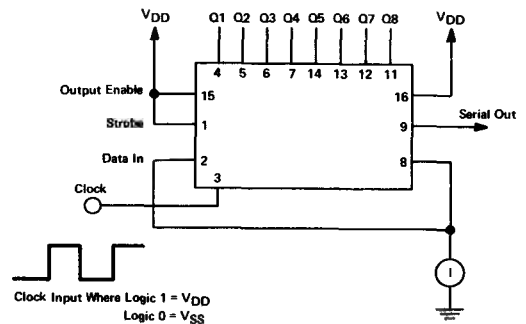 VDD Q1 Q2 Q3 Q4 Q5 Q6 Q7 Q8 VDD
4 5 6 7 14 13 12 11
Output Enable 15 16
Serial Out
Strobe 1 9
Data In 2 8
3
Clock
I
Clock Input Where Logic 1 = VDD
Logic 0 = VSS